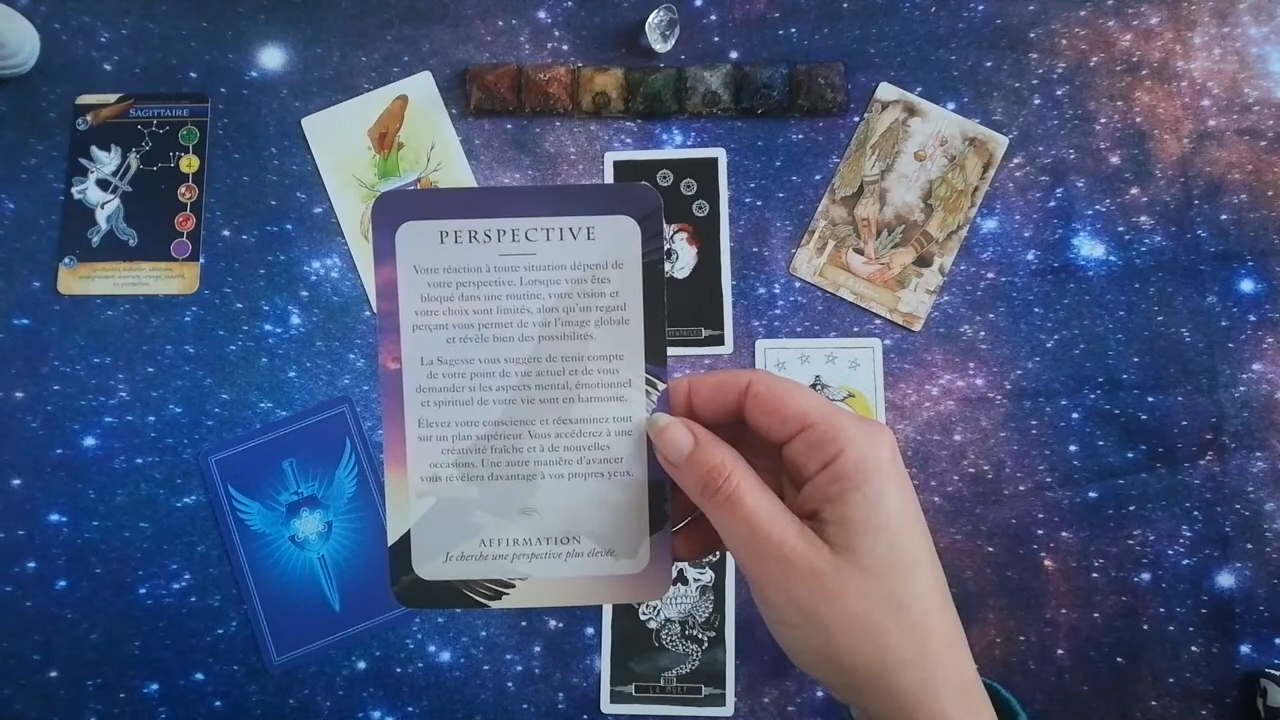 SAGITTAIRE
PERSPECTIVE
Votre réaction à toute situation dépend de
votre perspective. Lorsque vous êtes
bloqué dans une routine, votre vision et
votre choix sont limités, alors qu'un regard
perçant vous permet de voir l'image globale
et révèle bien des possibilités.
La Sagesse vous suggère de tenir compte
de votre point de vue actuel et de vous
demander si les aspects mental, émotionnel
et spirituel de votre vie sont en harmonie.
Élevez votre conscience et réexaminez tout
sur un plan supérieur. Vous accéderez à une
créativité fraîche et à de nouvelles
occasions. Une autre manière d'avancer
vous révélera davantage à vos propres yeux.
AFFIRMATION
Je cherche une perspective plus élevée.
LA MORT